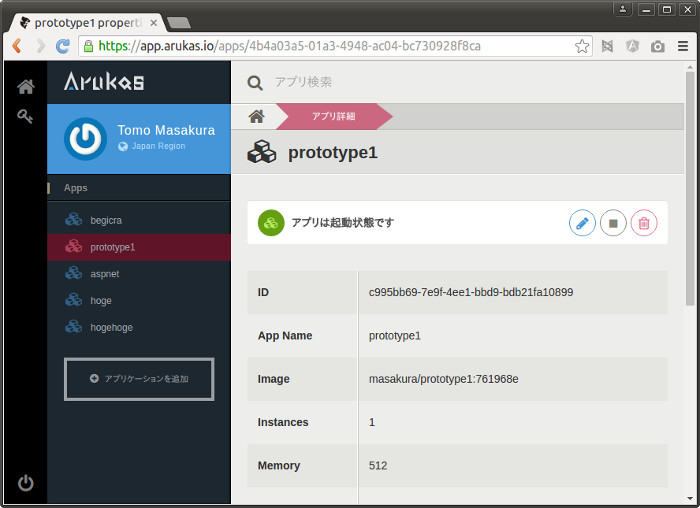 prototype1 properti
https://app.arukas.io/apps/4b4a03a5-01a3-4948-ac04-bc730928f8ca
Arukas
アプリ検索
Tomo Masakura
Japan Region
アプリ詳細
prototype1
Apps
begicra
prototype1
aspnet
hoge
hogehoge
アプリケーションを追加
アプリは起動状態です
ID c995bb69-7e9f-4ee1-bbd9-bdb21fa10899
App Name prototype1
Image masakura/prototype1:761968e
Instances 1
Memory 512